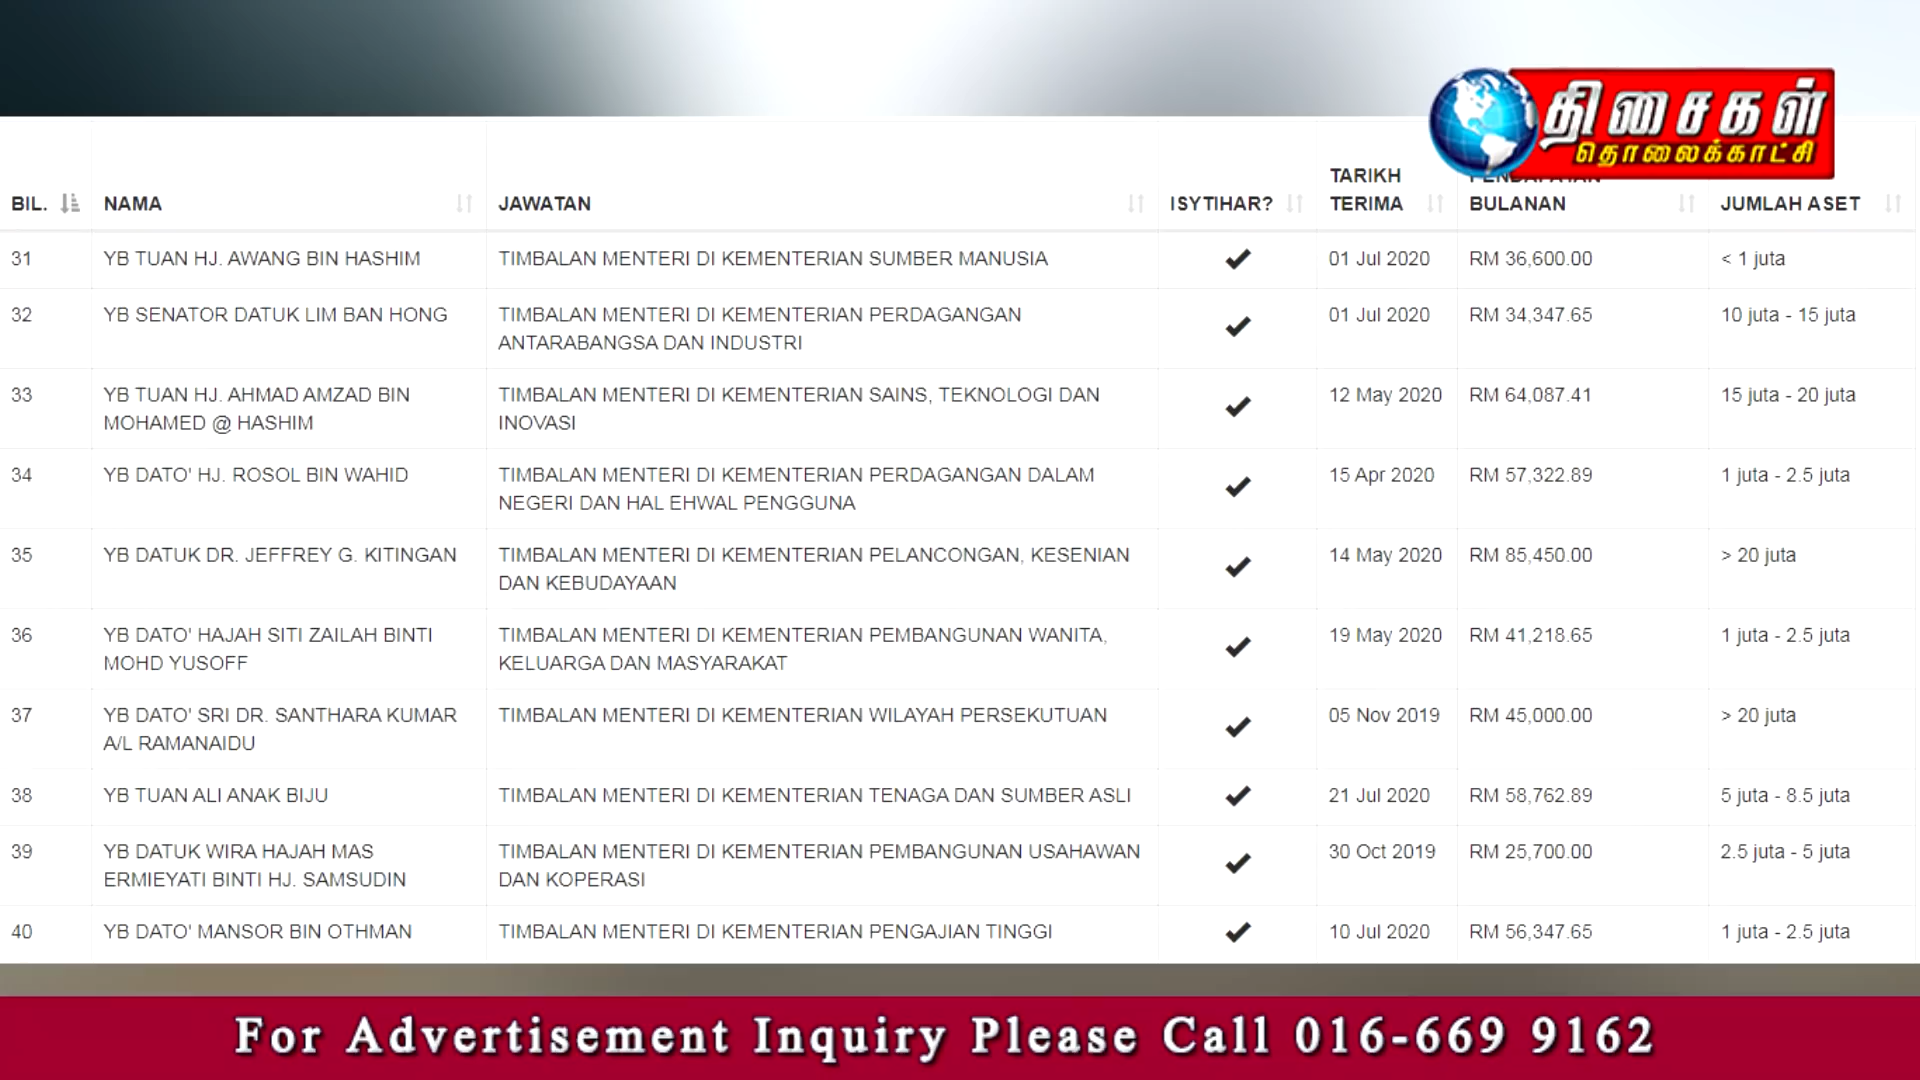 திசைகள்
தொலைக்காட்சி
BIL. NAMA JAWATAN ISYTIHAR? TARIKH TERIMA PENDAPATAN BULANAN JUMLAH ASET
31 YB TUAN HJ. AWANG BIN HASHIM TIMBALAN MENTERI DI KEMENTERIAN SUMBER MANUSIA ✔ 01 Jul 2020 RM 36,600.00 < 1 juta
32 YB SENATOR DATUK LIM BAN HONG TIMBALAN MENTERI DI KEMENTERIAN PERDAGANGAN ✔ 01 Jul 2020 RM 34,347.65 10 juta - 15 juta
ANTARABANGSA DAN INDUSTRI
33 YB TUAN HJ. AHMAD AMZAD BIN TIMBALAN MENTERI DI KEMENTERIAN SAINS, TEKNOLOGI DAN ✔ 12 May 2020 RM 64,087.41 15 juta - 20 juta
MOHAMED @ HASHIM INOVASI
34 YB DATO' HJ. ROSOL BIN WAHID TIMBALAN MENTERI DI KEMENTERIAN PERDAGANGAN DALAM ✔ 15 Apr 2020 RM 57,322.89 1 juta - 2.5 juta
NEGERI DAN HAL EHWAL PENGGUNA
35 YB DATUK DR. JEFFREY G. KITINGAN TIMBALAN MENTERI DI KEMENTERIAN PELANCONGAN, KESENIAN ✔ 14 May 2020 RM 85,450.00 > 20 juta
DAN KEBUDAYAAN
36 YB DATO' HAJAH SITI ZAILAH BINTI TIMBALAN MENTERI DI KEMENTERIAN PEMBANGUNAN WANITA, ✔ 19 May 2020 RM 41,218.65 1 juta - 2.5 juta
MOHD YUSOFF KELUARGA DAN MASYARAKAT
37 YB DATO' SRI DR. SANTHARA KUMAR TIMBALAN MENTERI DI KEMENTERIAN WILAYAH PERSEKUTUAN ✔ 05 Nov 2019 RM 45,000.00 > 20 juta
A/L RAMANAIDU
38 YB TUAN ALI ANAK BIJU TIMBALAN MENTERI DI KEMENTERIAN TENAGA DAN SUMBER ASLI ✔ 21 Jul 2020 RM 58,762.89 5 juta - 8.5 juta
39 YB DATUK WIRA HAJAH MAS TIMBALAN MENTERI DI KEMENTERIAN PEMBANGUNAN USAHAWAN ✔ 30 Oct 2019 RM 25,700.00 2.5 juta - 5 juta
ERMIEYATI BINTI HJ. SAMSUDIN DAN KOPERASI
40 YB DATO' MANSOR BIN OTHMAN TIMBALAN MENTERI DI KEMENTERIAN PENGAJIAN TINGGI ✔ 10 Jul 2020 RM 56,347.65 1 juta - 2.5 juta
For Advertisement Inquiry Please Call 016-669 9162